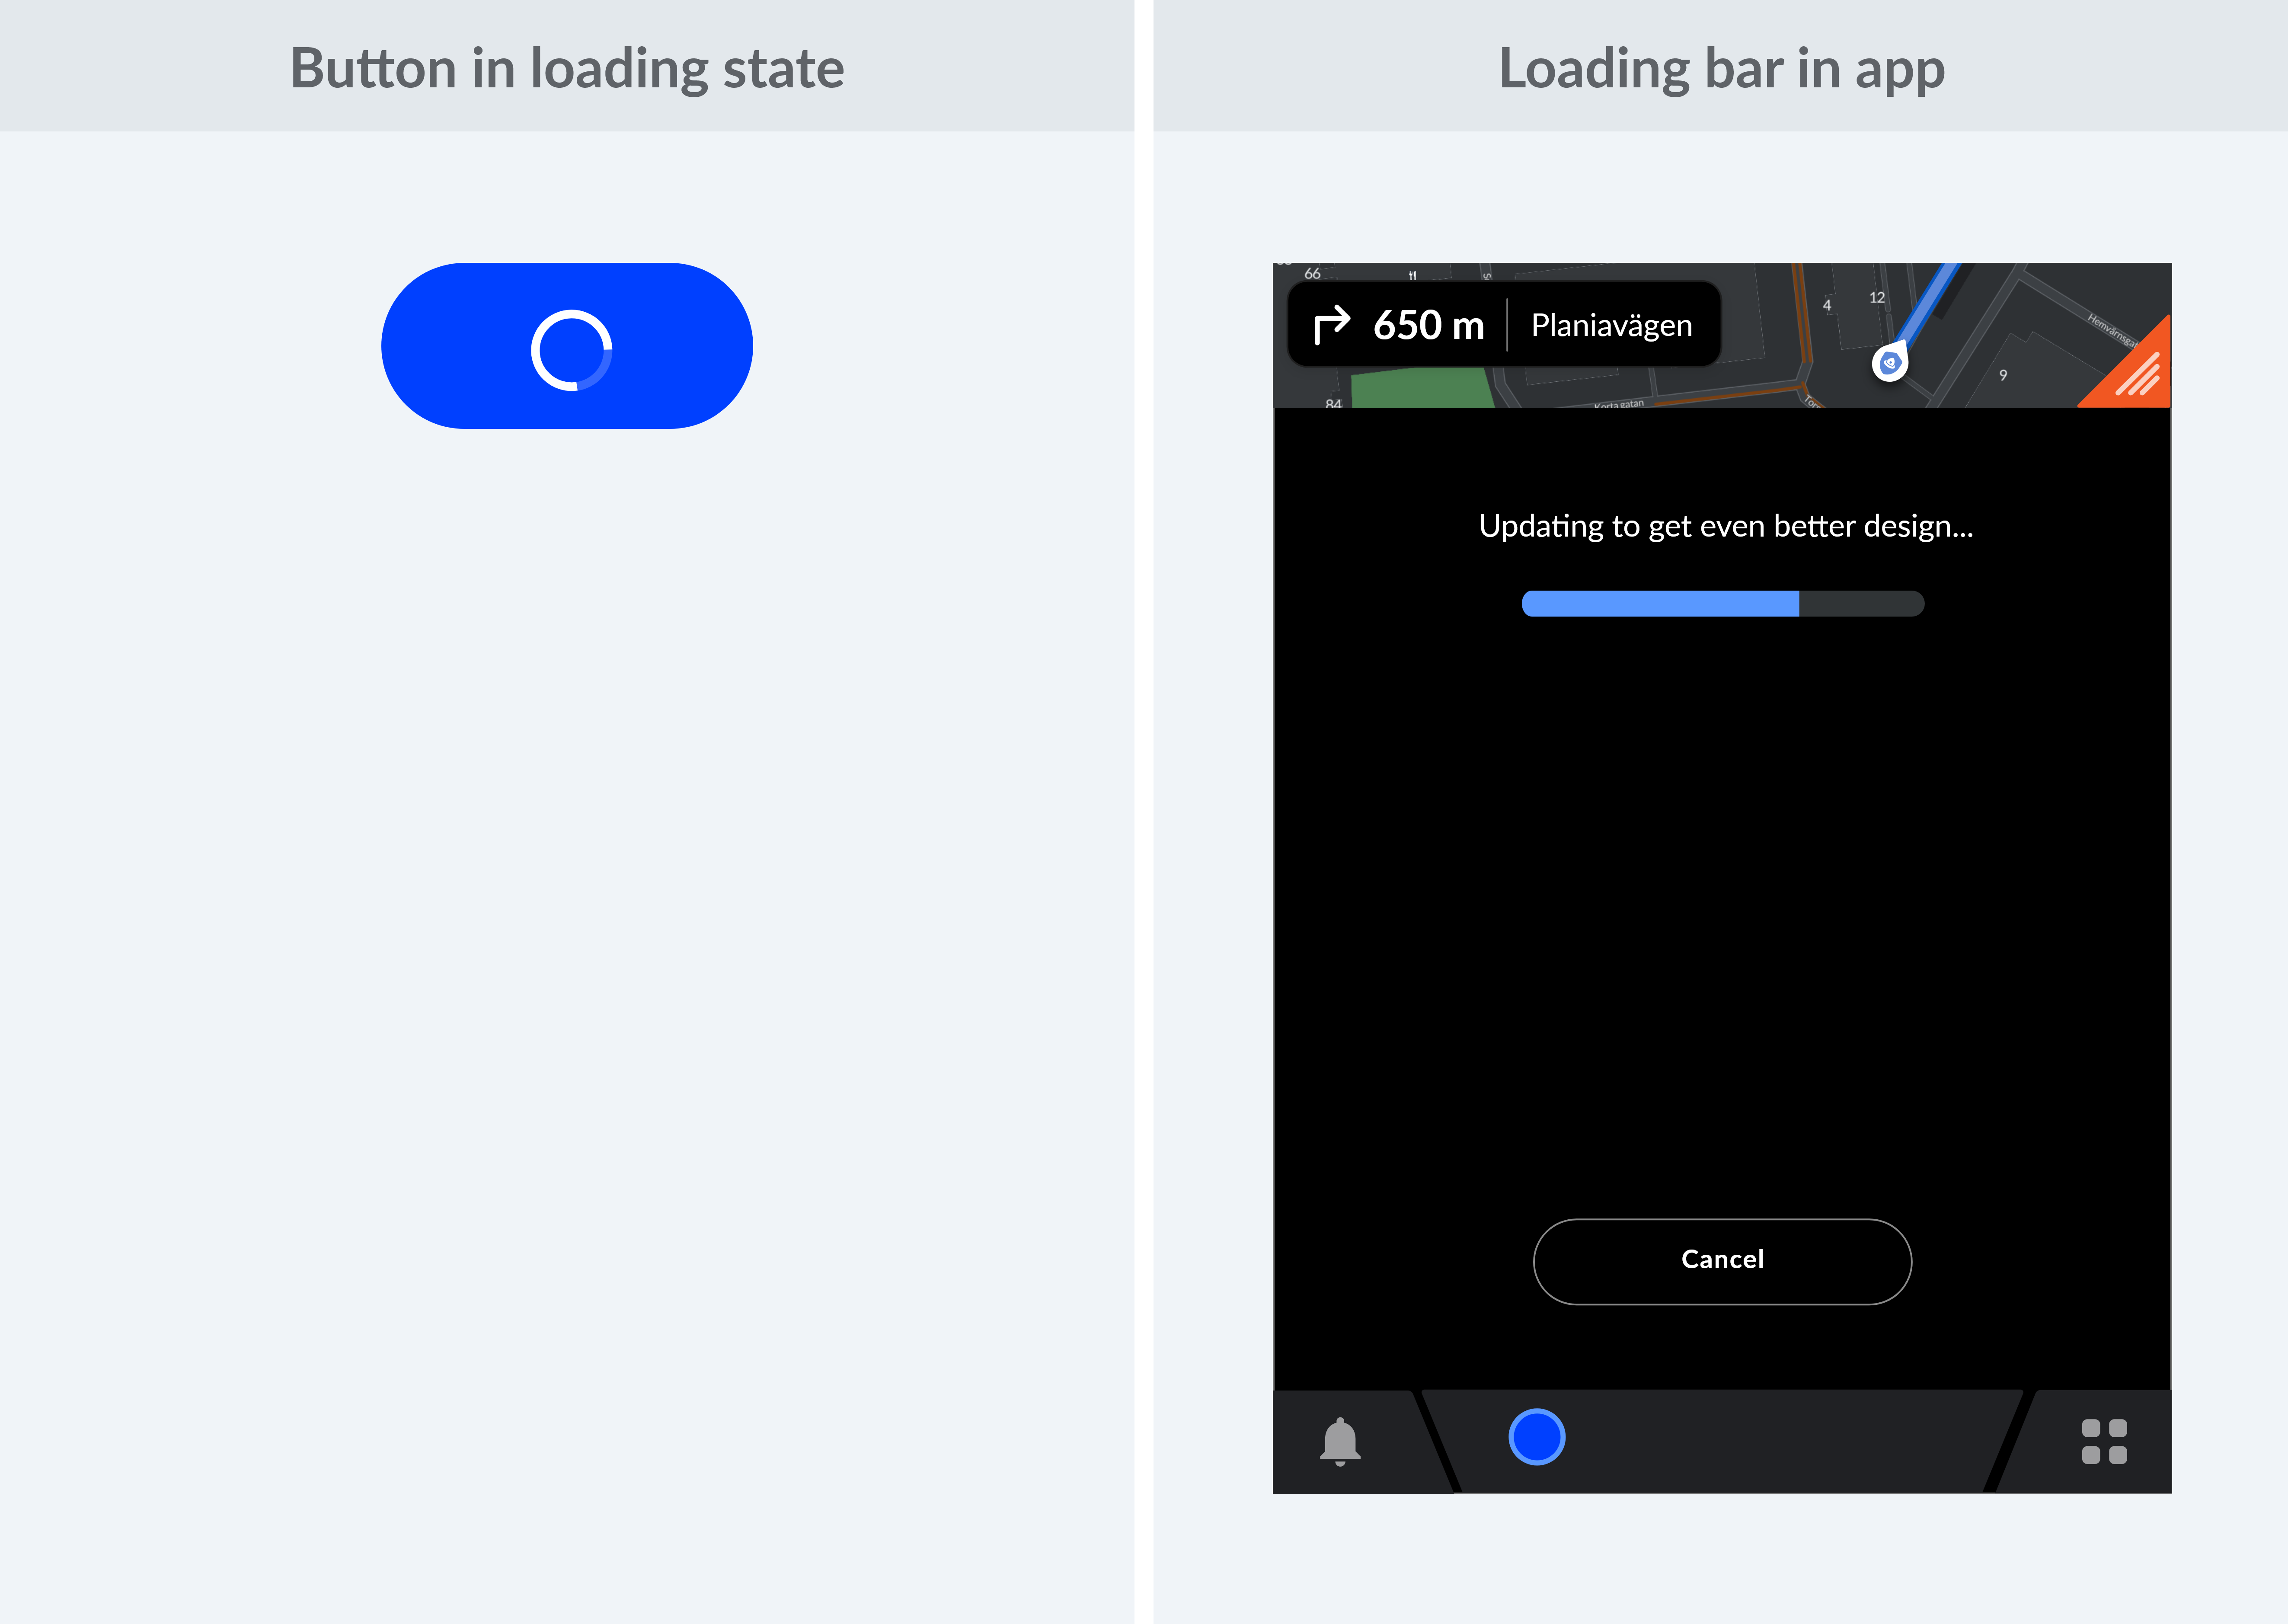 Button in loading state
Loading bar in app
66
4
12
650 m
Planiavägen
9
84
Korta gatan
Updating to get even better design...
Cancel